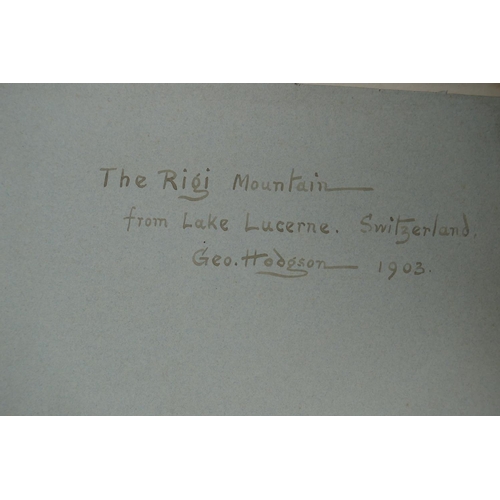 The Rigi Mountain
from Lake Lucerne. Switzerland.
Geo. Hodgson 1903.